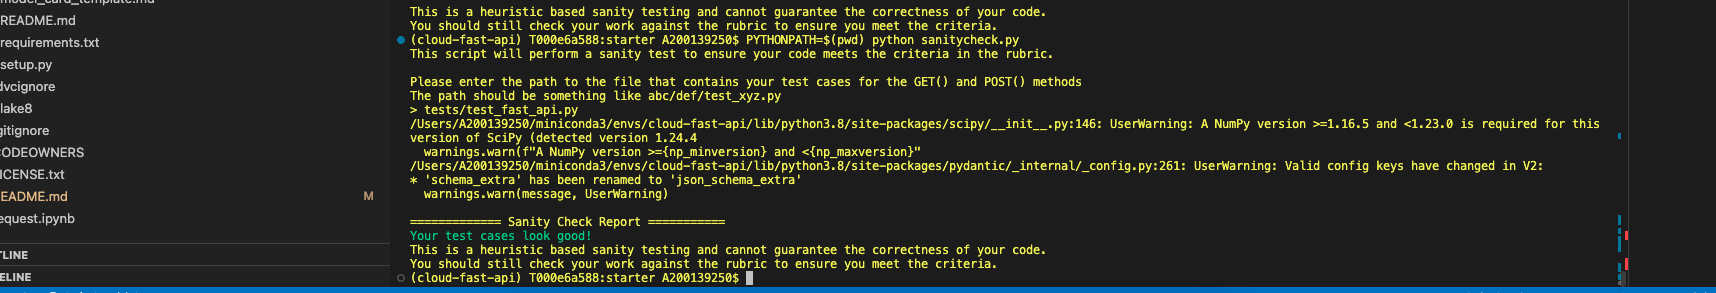 model_card_template.md
README.md
requirements.txt
setup.py
dvcignore
lake8
gitignore
CODEOWNERS
ICENSE.txt
EADME.md M
equest.ipynb
TLINE
ELINE
This is a heuristic based sanity testing and cannot guarantee the correctness of your code.
You should still check your work against the rubric to ensure you meet the criteria.
(cloud-fast-api) T000e6a588:starter A200139250$ PYTHONPATH=$(pwd) python sanitycheck.py
This script will perform a sanity test to ensure your code meets the criteria in the rubric.
Please enter the path to the file that contains your test cases for the GET() and POST() methods
The path should be something like abc/def/test_xyz.py
> tests/test_fast_api.py
/Users/A200139250/miniconda3/envs/cloud-fast-api/lib/python3.8/site-packages/scipy/__init__.py:146: UserWarning: A NumPy version >=1.16.5 and <1.23.0 is required for this
version of SciPy (detected version 1.24.4
warnings.warn(f"A NumPy version >={np_minversion} and <{np_maxversion}"
/Users/A200139250/miniconda3/envs/cloud-fast-api/lib/python3.8/site-packages/pydantic/_internal/_config.py:261: UserWarning: Valid config keys have changed in V2:
* 'schema_extra' has been renamed to 'json_schema_extra'
warnings.warn(message, UserWarning)
============= Sanity Check Report ===========
Your test cases look good!
This is a heuristic based sanity testing and cannot guarantee the correctness of your code.
You should still check your work against the rubric to ensure you meet the criteria.
(cloud-fast-api) T000e6a588:starter A200139250$